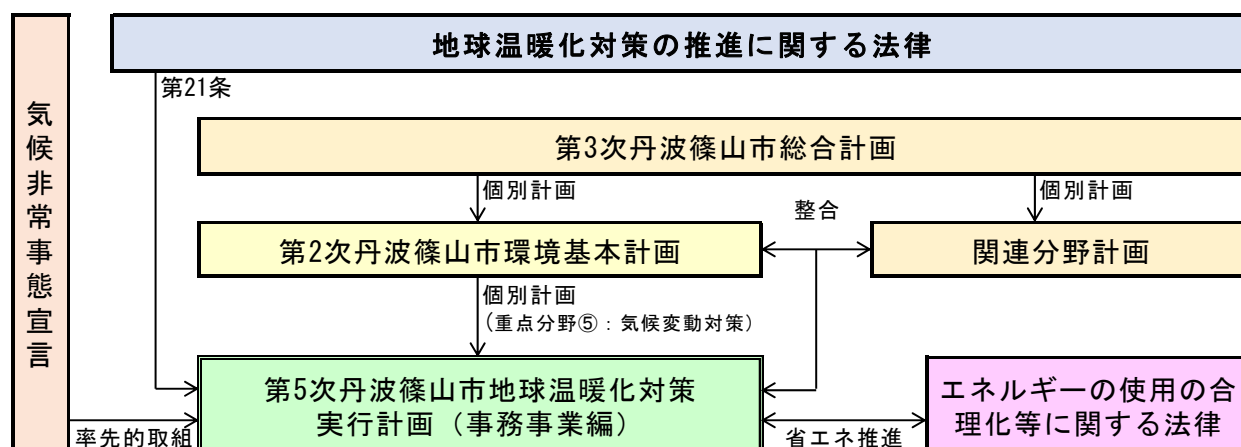 地球温暖化対策の推進に関する法律
第21条
気候非常事態宣言
第3次丹波篠山市総合計画
個別計画
個別計画
整合
第2次丹波篠山市環境基本計画
関連分野計画
個別計画
(重点分野⑤：気候変動対策)
第5次丹波篠山市地球温暖化対策
実行計画（事務事業編）
エネルギーの使用の合
理化等に関する法律
率先的取組
省エネ推進